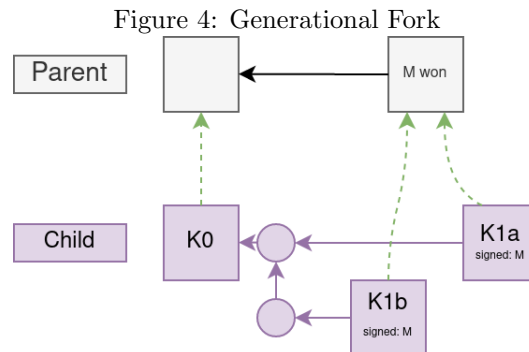 Figure 4: Generational Fork
Parent
M won
Child
K0
K1a
signed: M
K1b
signed: M